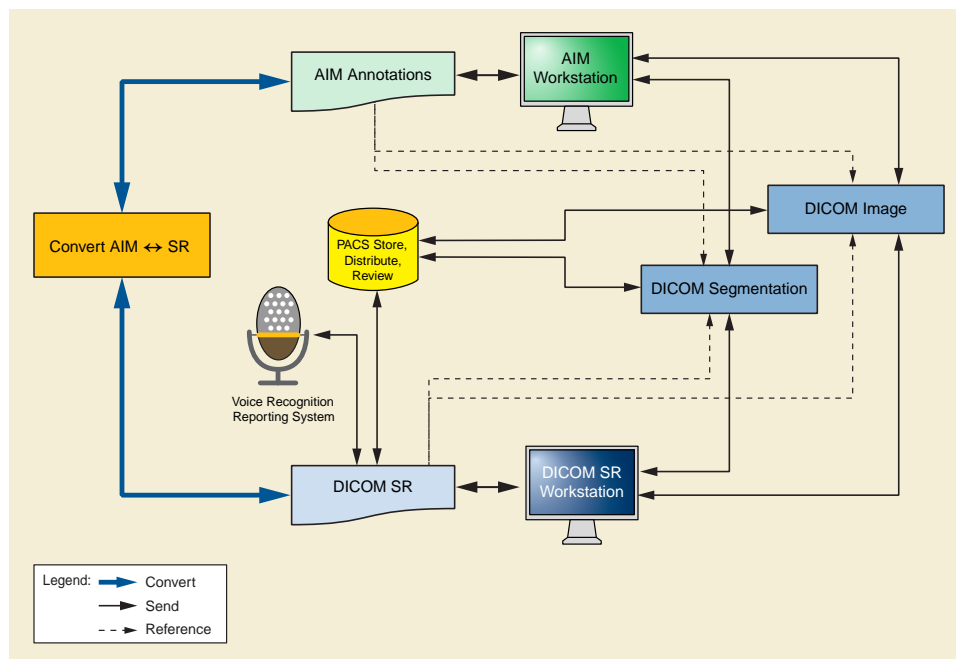 AIM Annotations
AIM
Workstation
DICOM Image
Convert AIM ↔ SR
PACS Store,
Distribute,
Review
DICOM Segmentation
Voice Recognition
Reporting System
DICOM SR
DICOM SR
Workstation
Legend:
Convert
Send
Reference